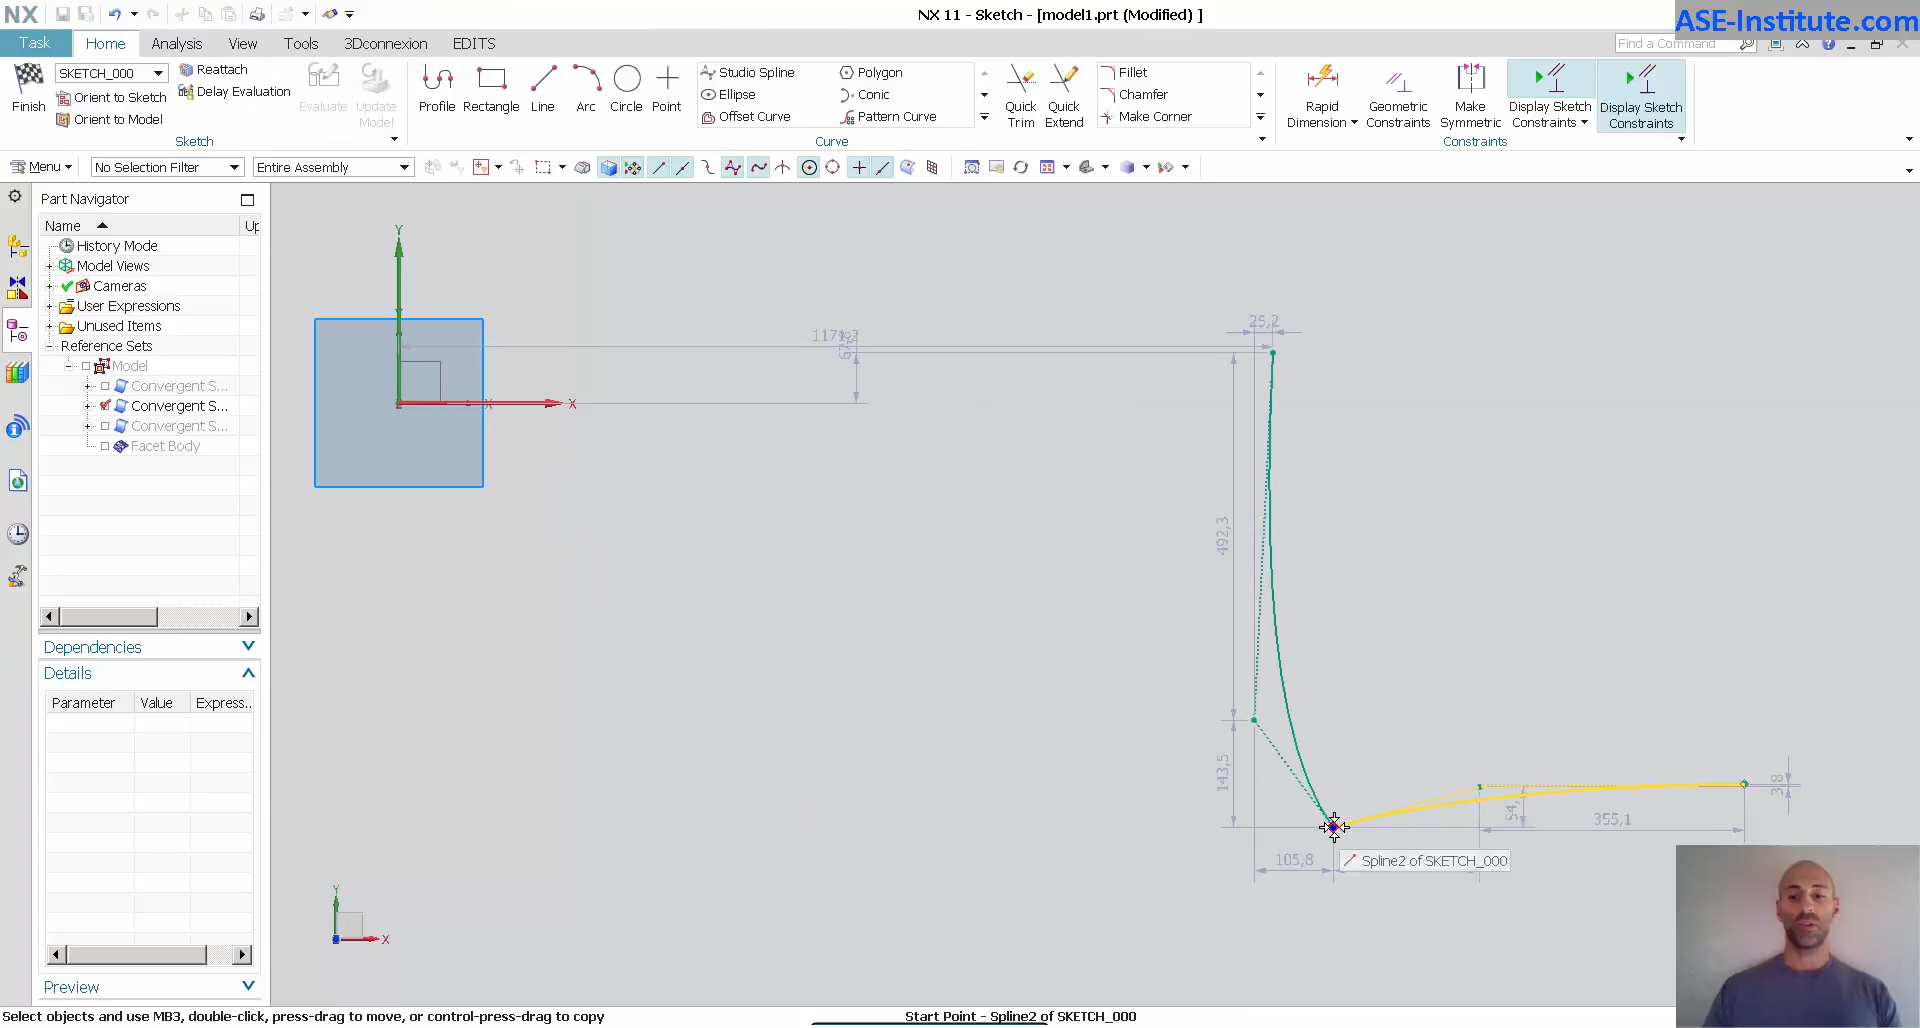 NX
NX 11 - Sketch - [model1.prt (Modified) ]
ASE-Institute.com
Task
Home
Analysis
View
Tools
3Dconnexion
EDITS
Find a Command
Finish
SKETCH_000
Orient to Sketch
Orient to Model
Reattach
Delay Evaluation
Evaluate
Update
Model
Sketch
Profile
Rectangle
Line
Arc
Circle
Point
Studio Spline
Ellipse
Offset Curve
Polygon
Conic
Pattern Curve
Quick
Trim
Quick
Extend
Fillet
Chamfer
Make Corner
Curve
Rapid
Dimension
Geometric
Constraints
Make
Symmetric
Display Sketch
Constraints
Display Sketch
Constraints
Constraints
Menu
No Selection Filter
Entire Assembly
Part Navigator
Name
Up
History Mode
Model Views
Cameras
User Expressions
Unused Items
Reference Sets
Model
Convergent S...
Convergent S...
Convergent S...
Facet Body
Dependencies
Details
Parameter
Value
Express..
Preview
Y
X
X
25,2
492,3
143,5
105,8
355,1
Spline2 of SKETCH_000
Y
X
Select objects and use MB3, double-click, press-drag to move, or control-press-drag to copy
Start Point - Spline2 of SKETCH_000